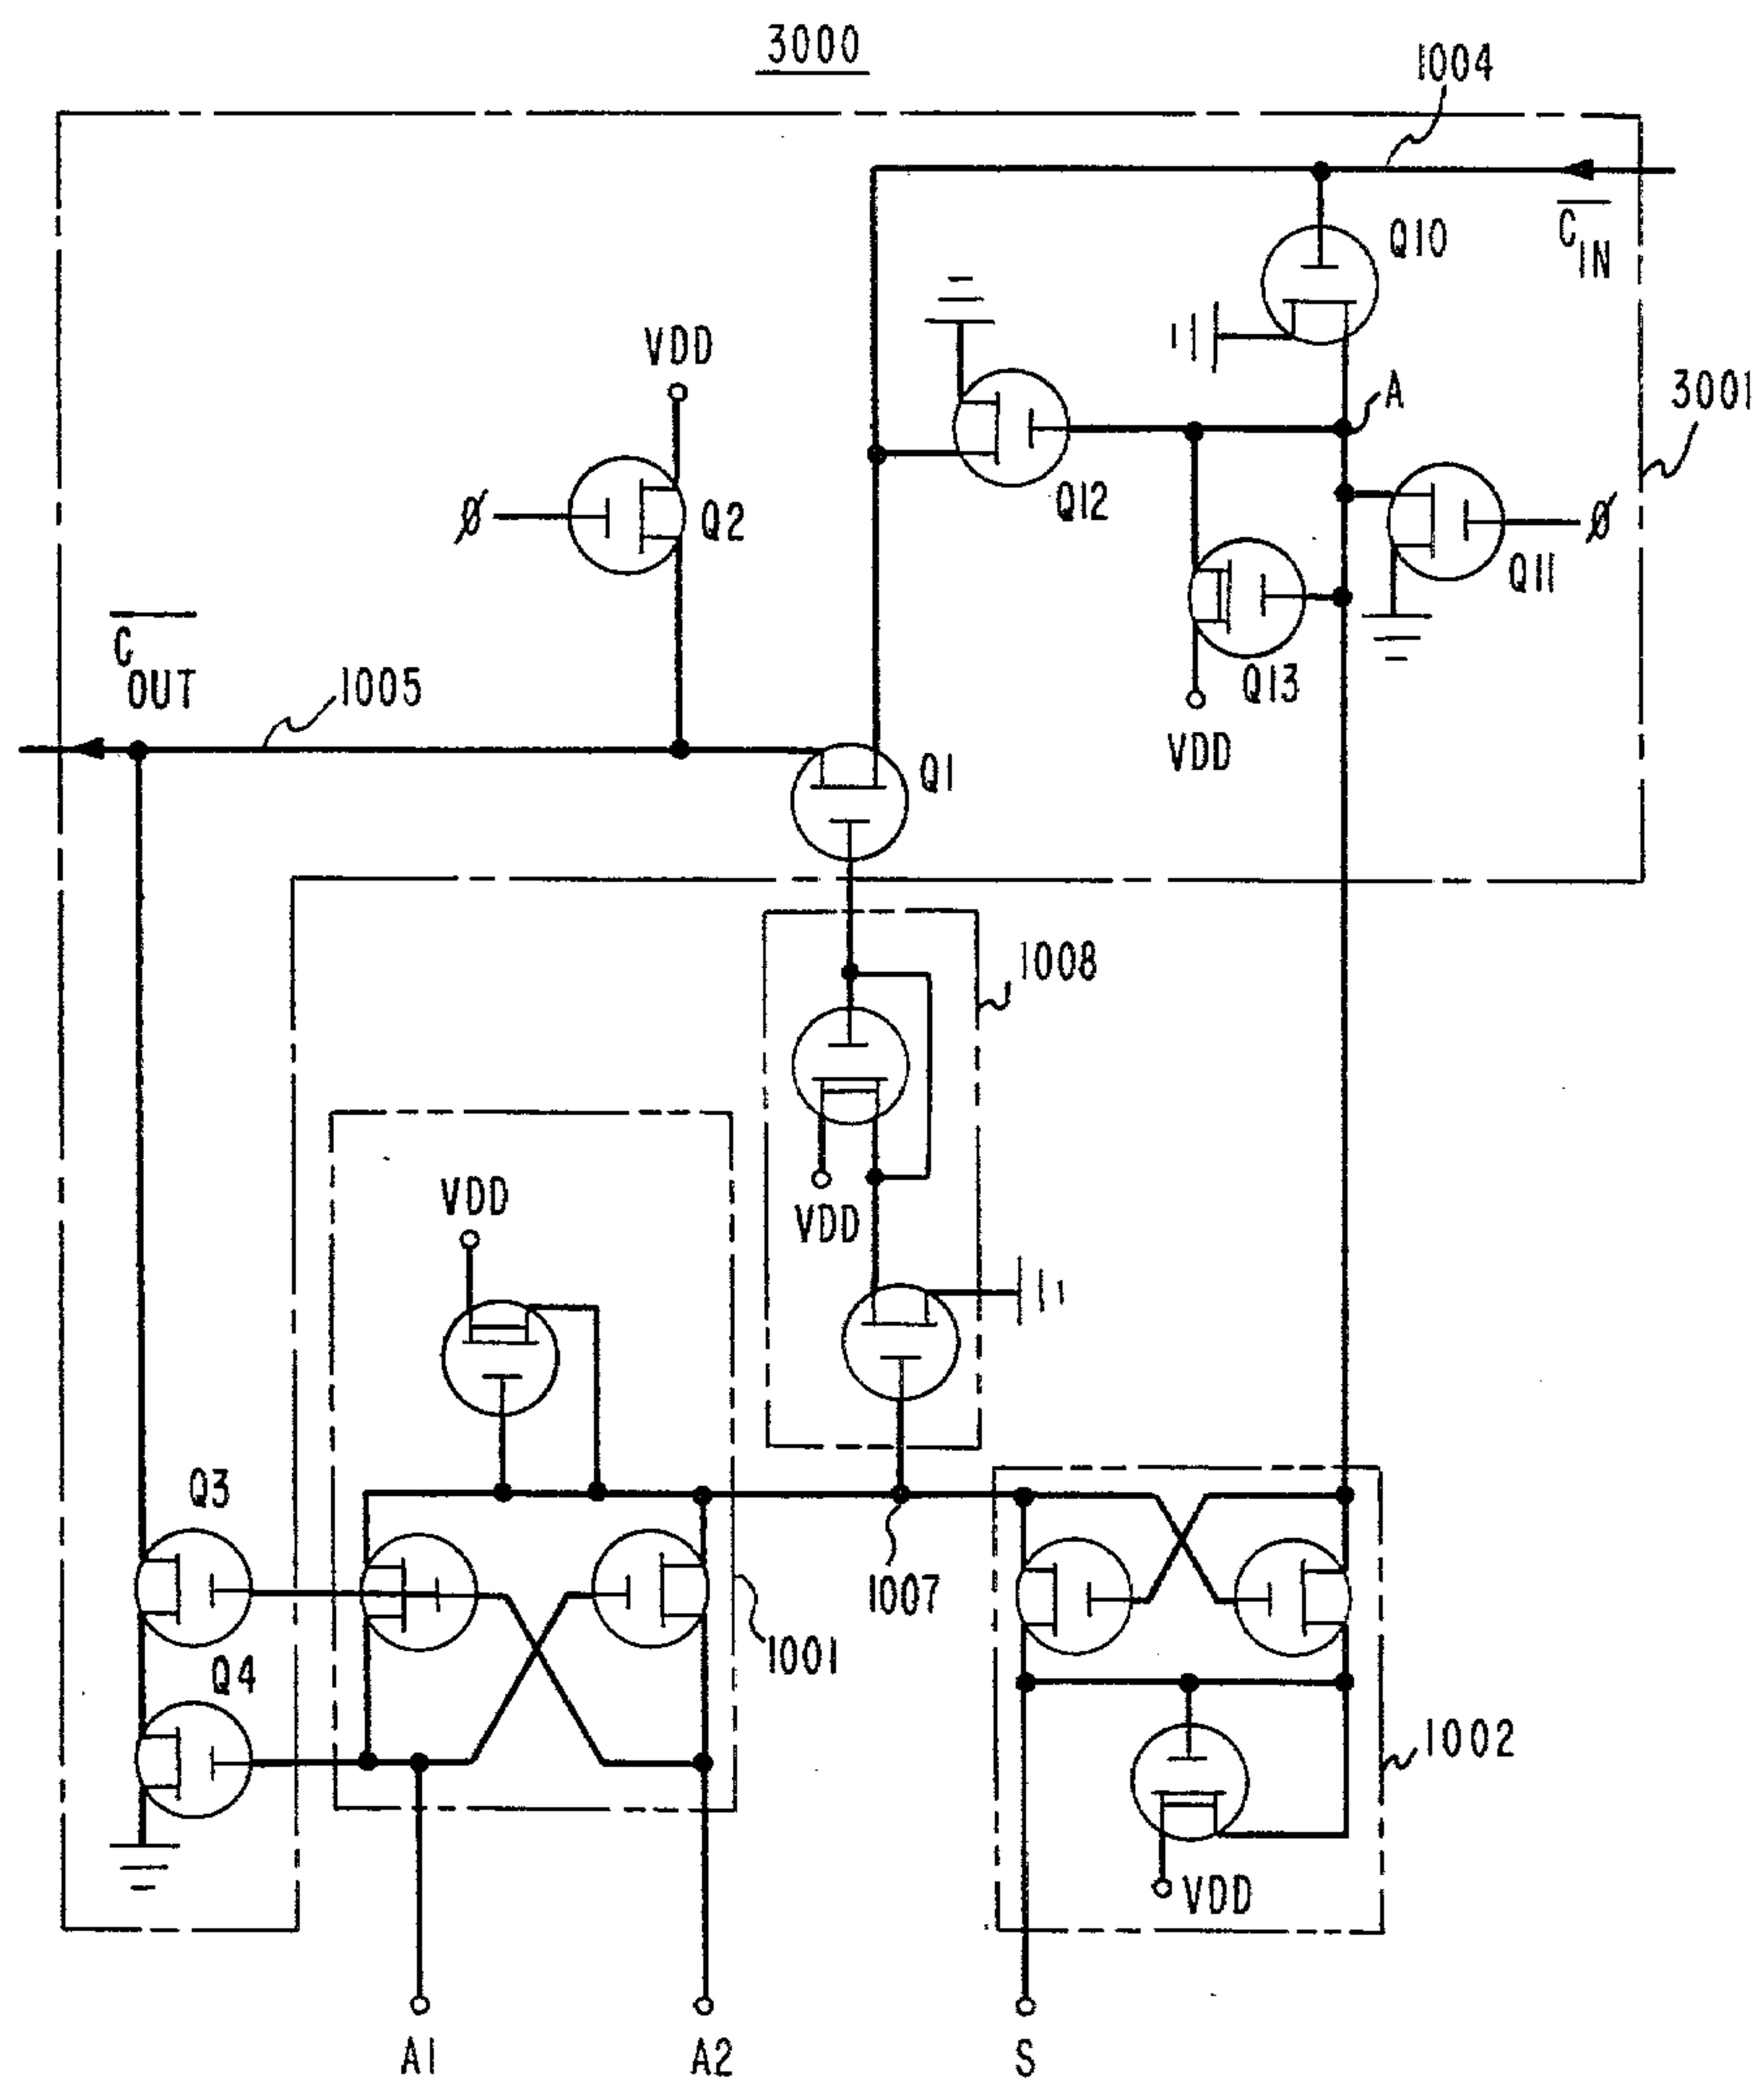 3000
1004
C̅
IN
Q10
VDD
A
3001
Q12
ø
Q2
ø
Q11
C̅
OUT
1005
Q13
VDD
Q1
1008
VDD
VDD
Q3
1007
1001
Q4
1002
VDD
A1
A2
S